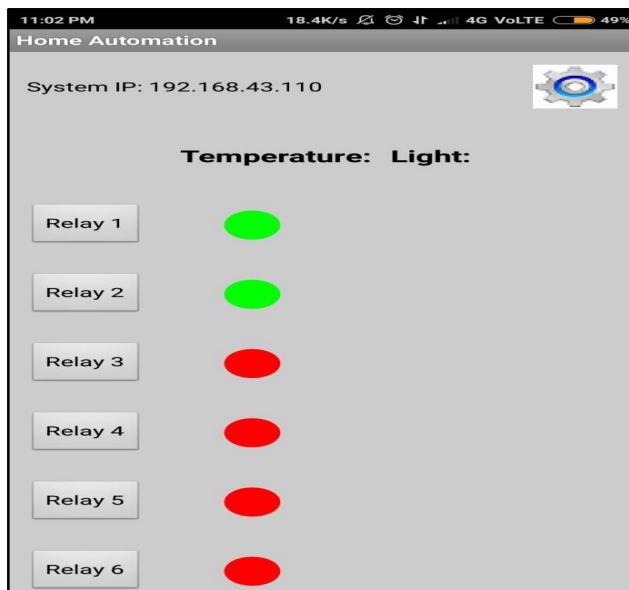 11:02 PM 18.4K/s 4G VoLTE 49%
Home Automation
System IP: 192.168.43.110
Temperature: Light:
Relay 1
Relay 2
Relay 3
Relay 4
Relay 5
Relay 6